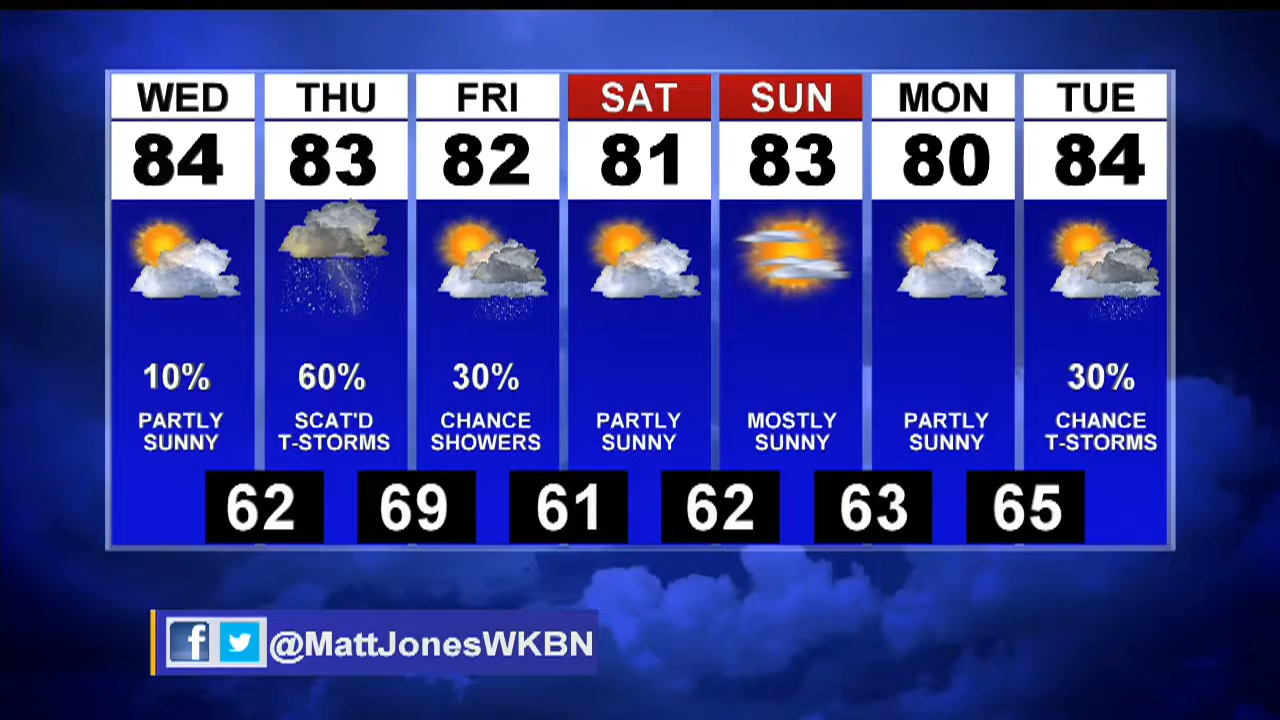 WED THU FRI SAT SUN MON TUE
84 83 82 81 83 80 84
10% 60% 30% 30%
PARTLY SCAT'D CHANCE PARTLY MOSTLY PARTLY CHANCE
SUNNY T-STORMS SHOWERS SUNNY SUNNY SUNNY T-STORMS
62 69 61 62 63 65
f @MattJonesWKBN